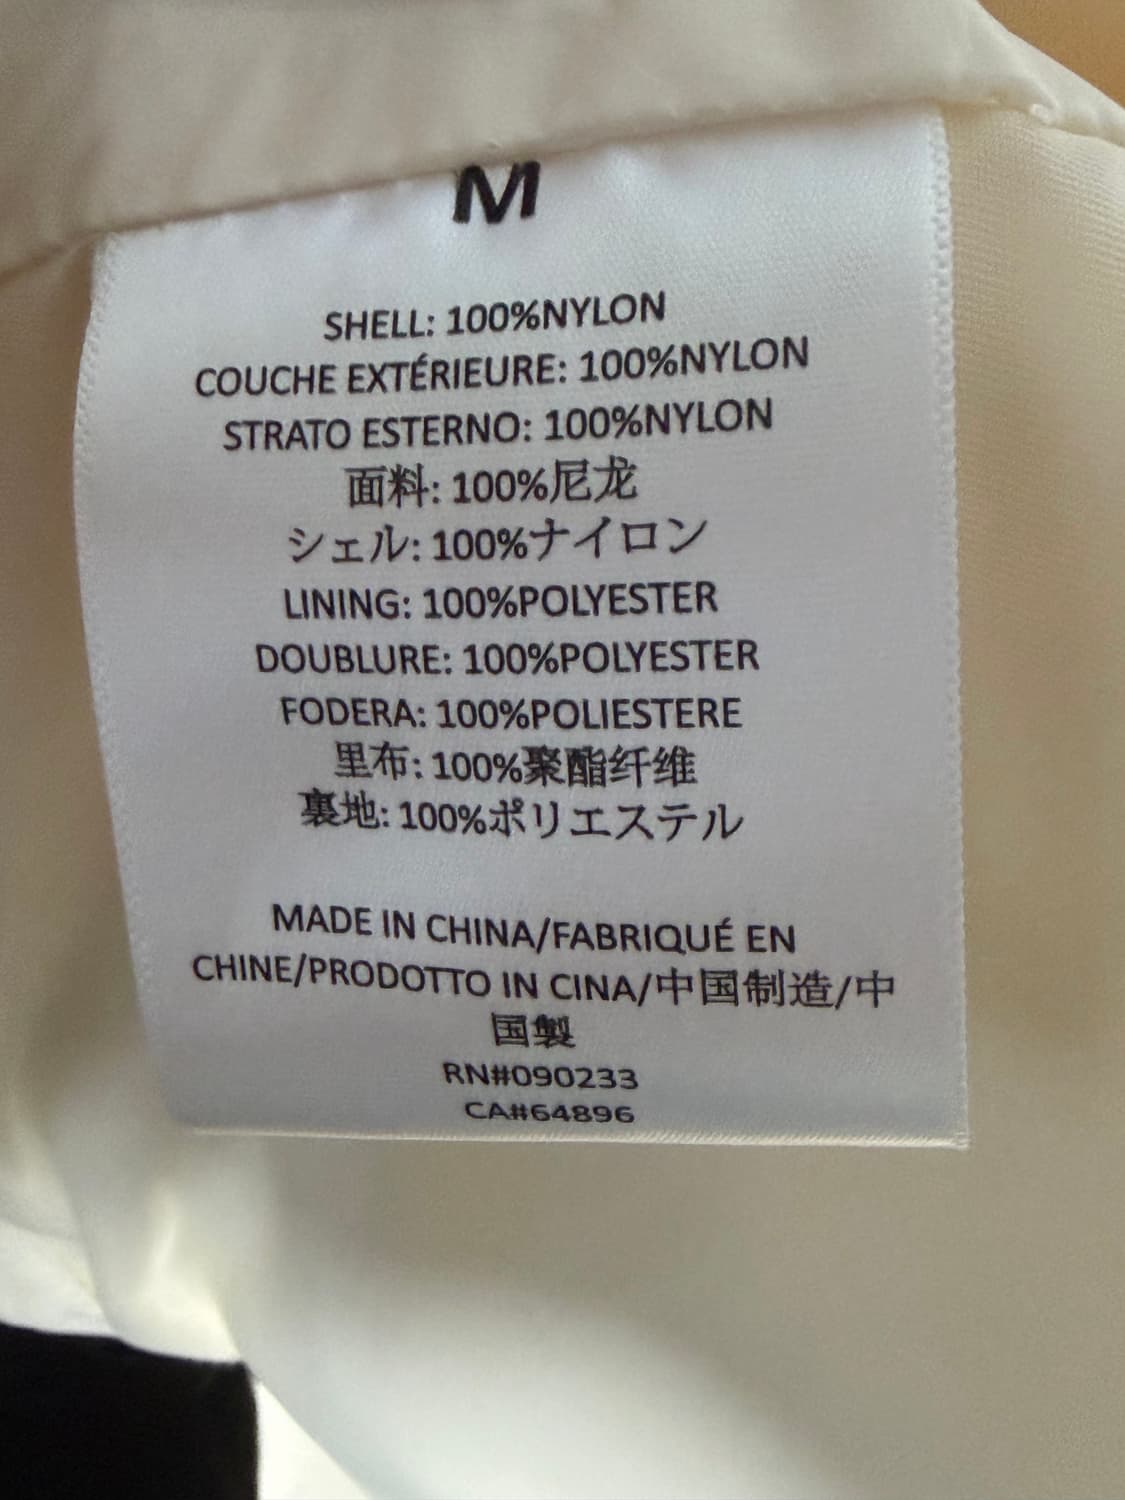 M
SHELL: 100%NYLON
COUCHE EXTÉRIEURE: 100%NYLON
STRATO ESTERNO: 100%NYLON
面料: 100%尼龙
シェル: 100%ナイロン
LINING: 100%POLYESTER
DOUBLURE: 100%POLYESTER
FODERA: 100%POLIESTERE
里布: 100%聚酯纤维
裏地: 100%ポリエステル
MADE IN CHINA/FABRIQUÉ EN
CHINE/PRODOTTO IN CINA/中国制造/中
国製
RN#090233
CA#64896